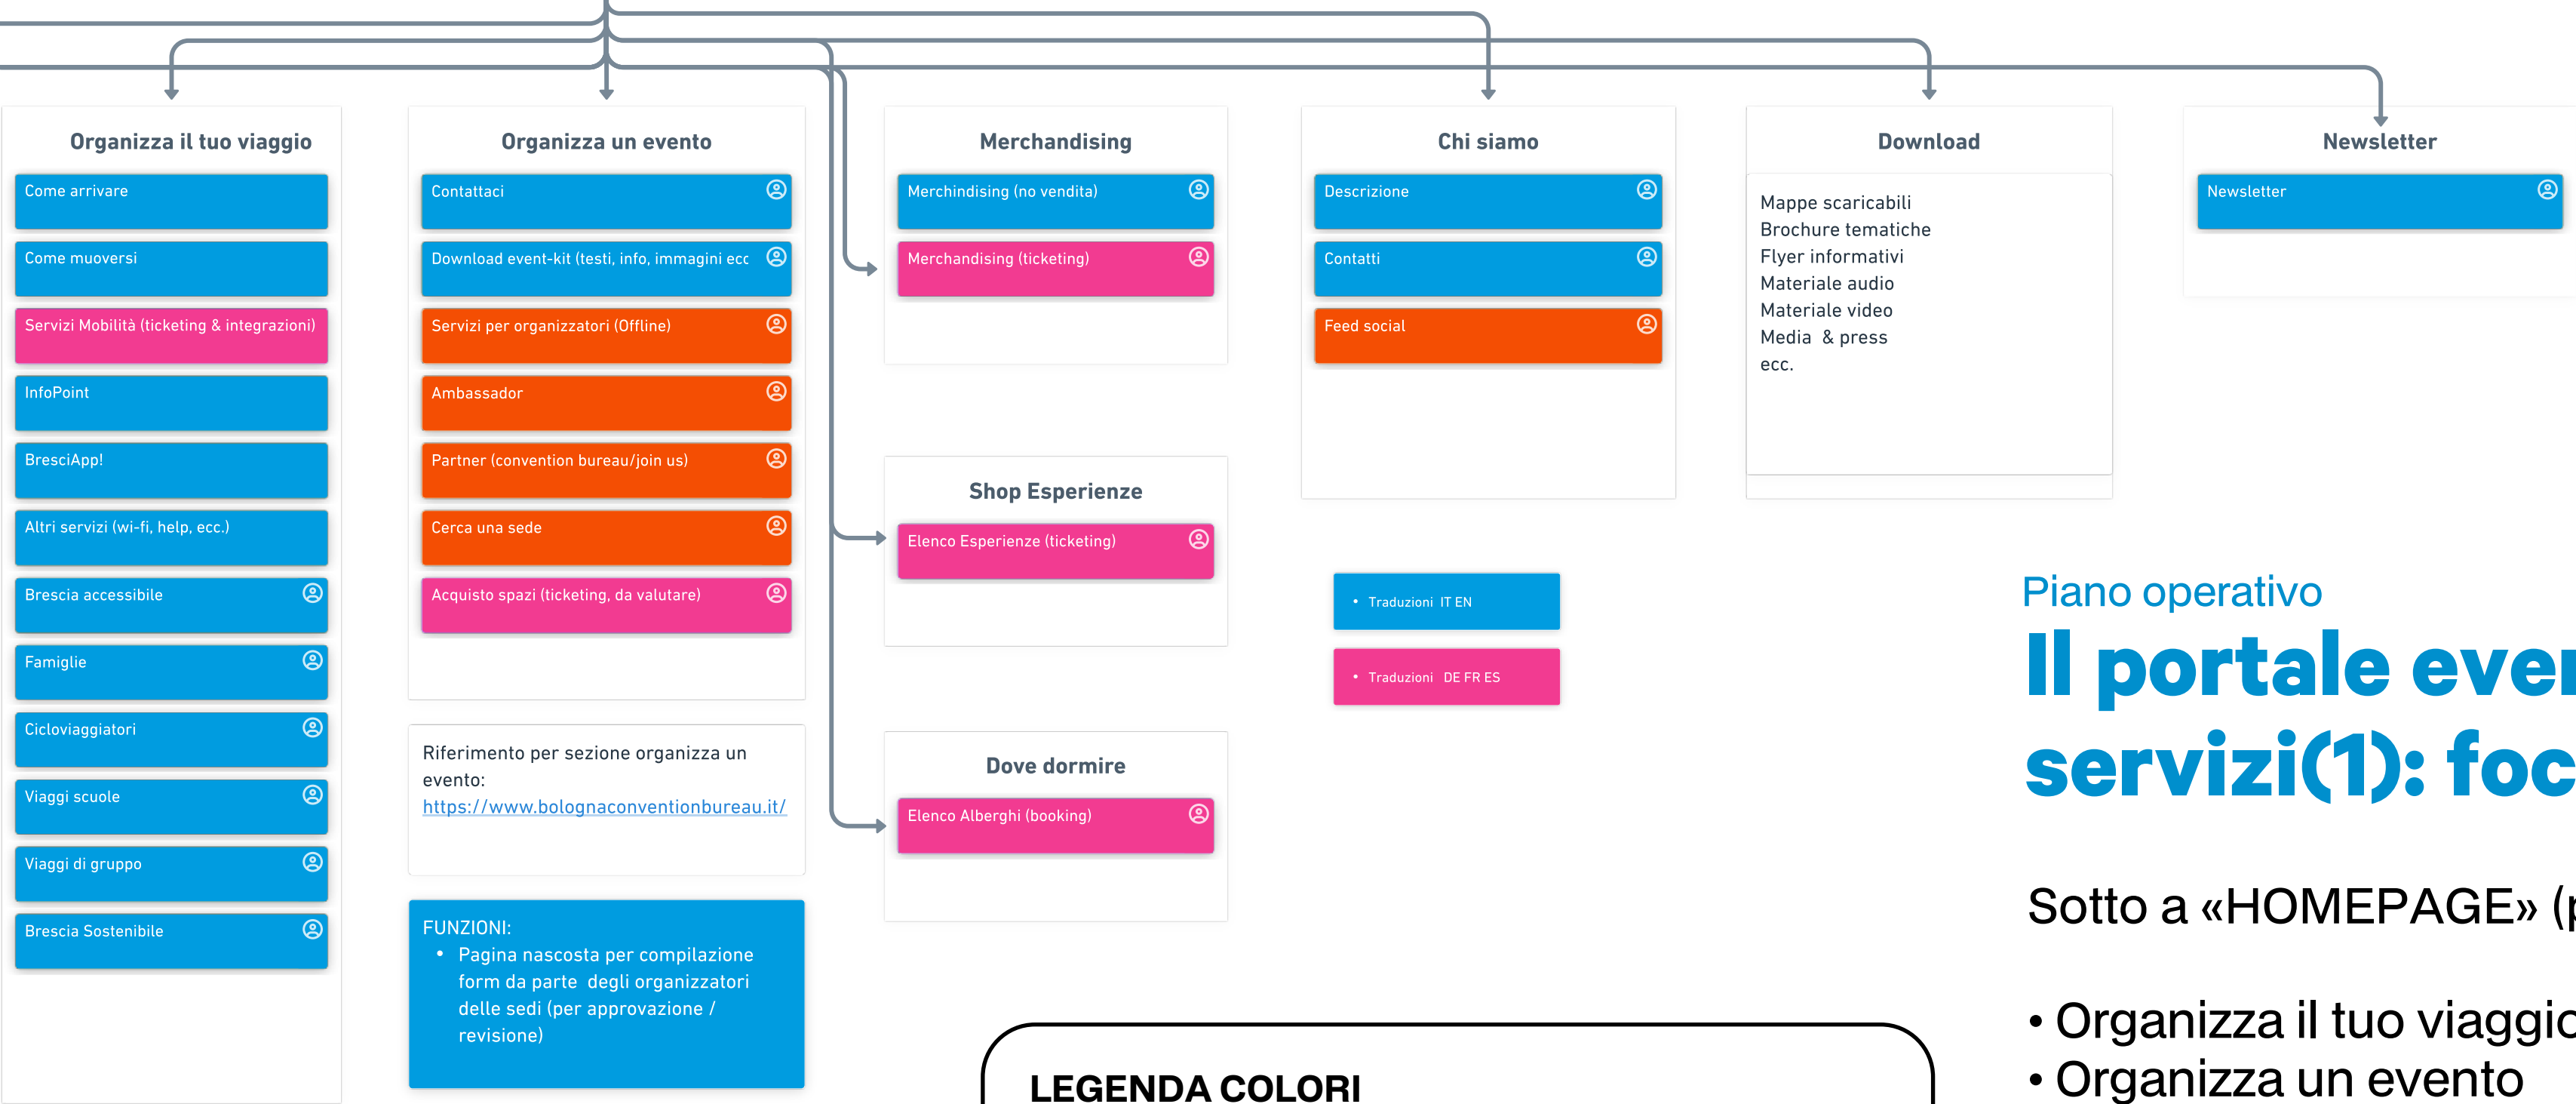 Organizza il tuo viaggio
Come arrivare
Come muoversi
Servizi Mobilità (ticketing & integrazioni)
InfoPoint
BresciApp!
Altri servizi (wi-fi, help, ecc.)
Brescia accessibile
Famiglie
Cicloviaggiatori
Viaggi scuole
Viaggi di gruppo
Brescia Sostenibile
Organizza un evento
Contattaci
Download event-kit (testi, info, immagini ecc
Servizi per organizzatori (Offline)
Ambassador
Partner (convention bureau/join us)
Cerca una sede
Acquisto spazi (ticketing, da valutare)
Riferimento per sezione organizza un
evento:
https://www.bolognaconventionbureau.it/
FUNZIONI:
• Pagina nascosta per compilazione
form da parte degli organizzatori
delle sedi (per approvazione /
revisione)
Merchandising
Merchindising (no vendita)
Merchandising (ticketing)
Shop Esperienze
Elenco Esperienze (ticketing)
Dove dormire
Elenco Alberghi (booking)
Chi siamo
Descrizione
Contatti
Feed social
• Traduzioni IT EN
• Traduzioni DE FR ES
Download
Mappe scaricabili
Brochure tematiche
Flyer informativi
Materiale audio
Materiale video
Media & press
ecc.
Newsletter
Newsletter
LEGENDA COLORI
Piano operativo
Il portale even
servizi(1): foc
Sotto a «HOMEPAGE» (p
• Organizza il tuo viaggio
• Organizza un evento